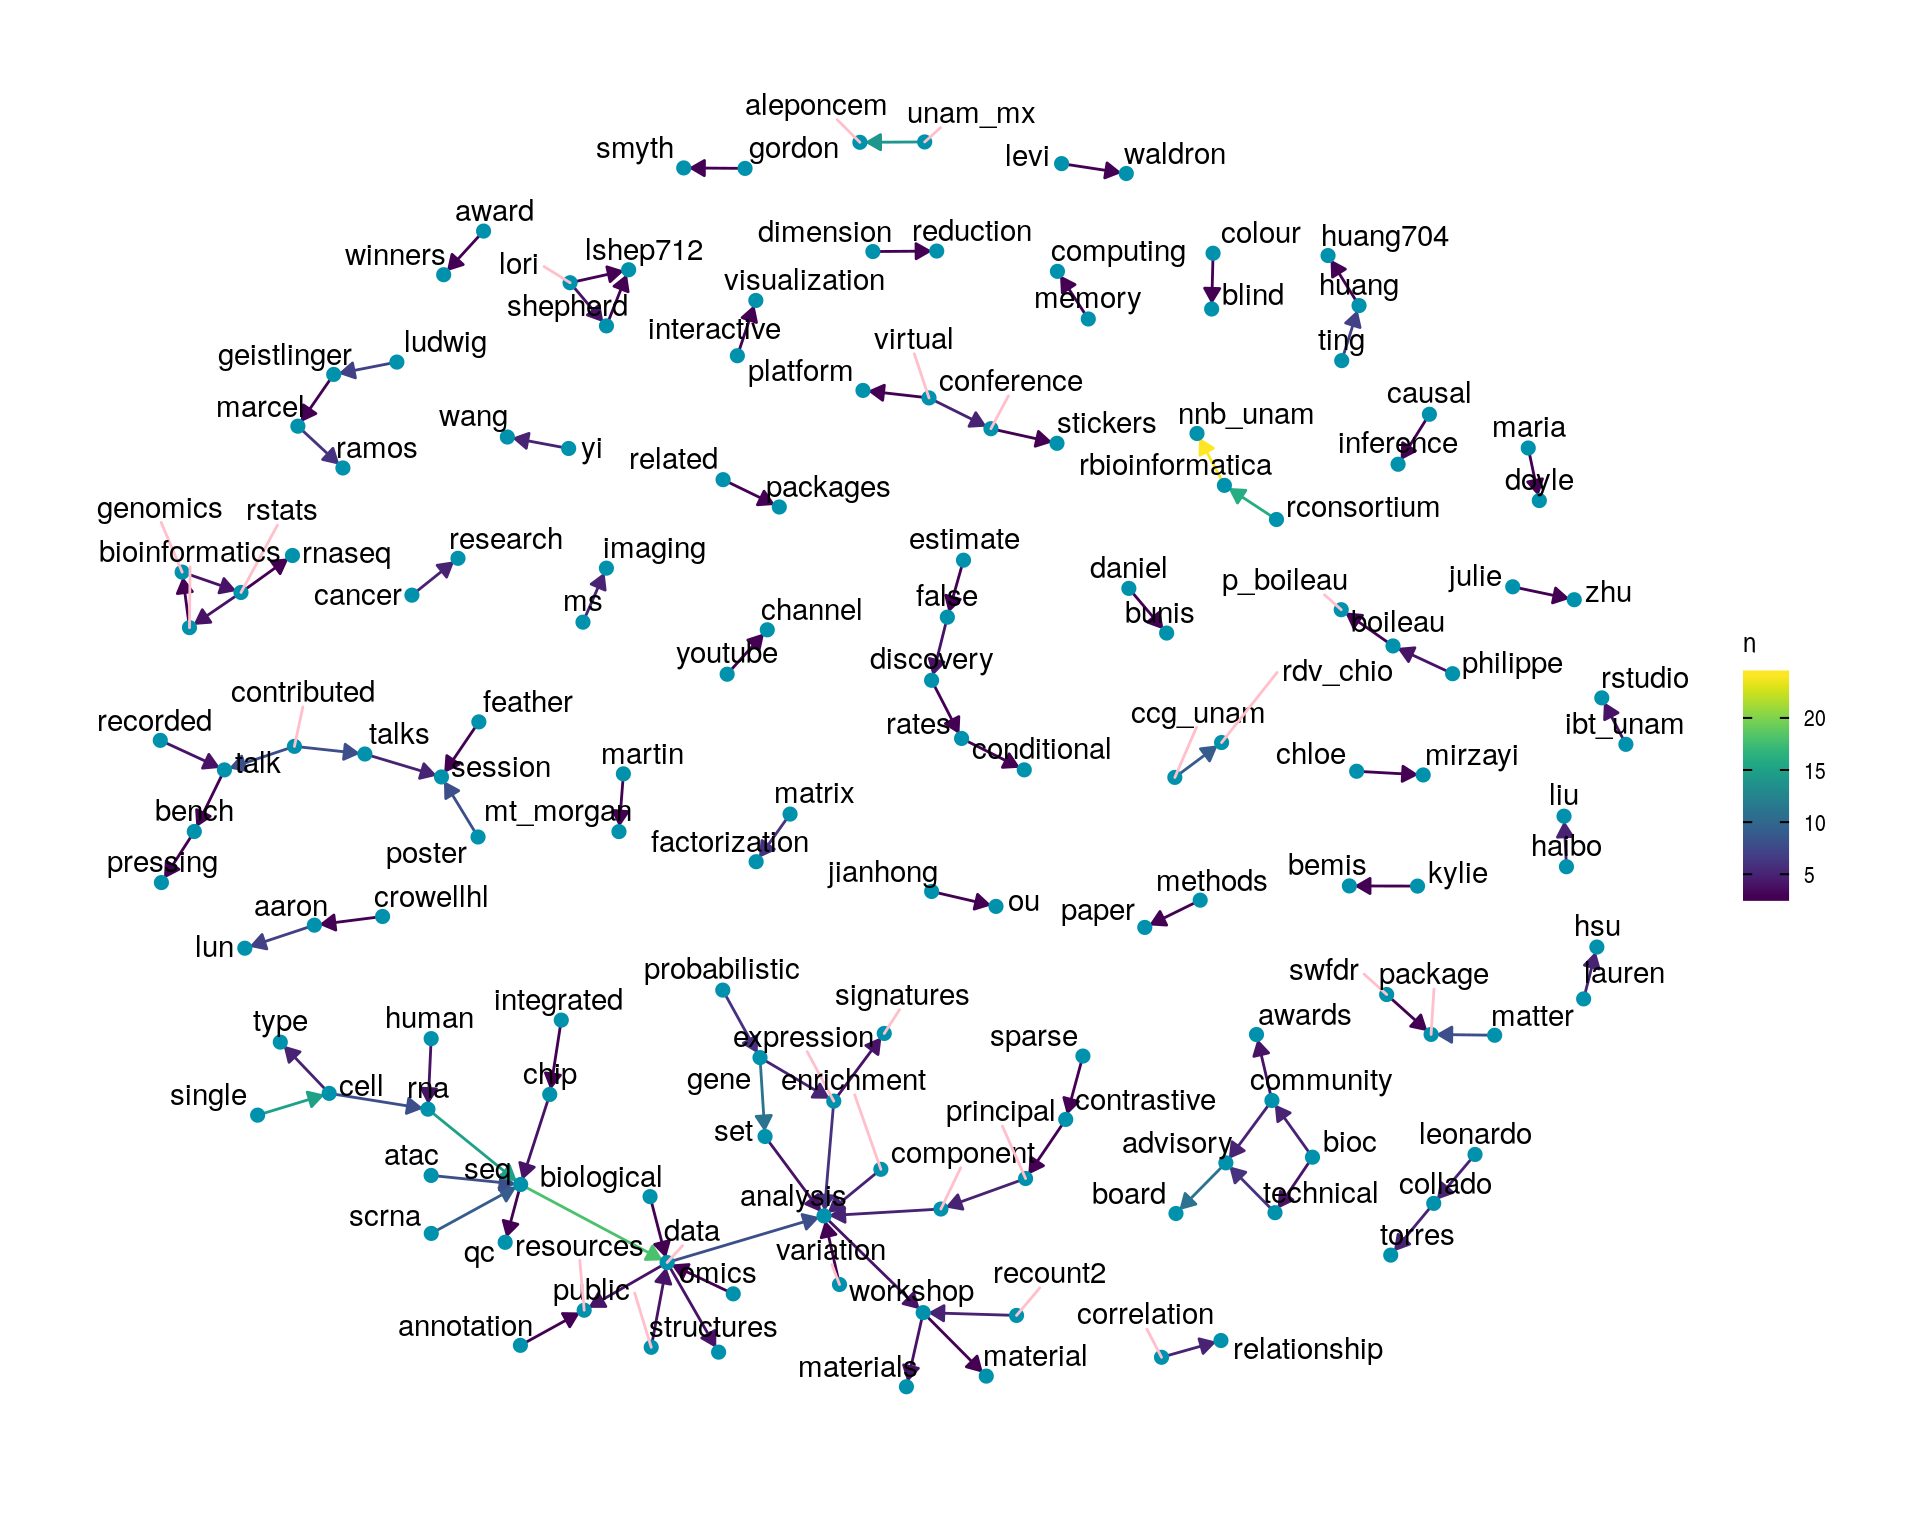 aleponcem
unam_mx
smyth
gordon
levi
waldron
award
winners
lori
lshep712
shepherd
dimension
reduction
visualization
interactive
computing
memory
colour
blind
huang704
huang
ting
geistlinger
ludwig
marcel
ramos
wang
yi
virtual
platform
conference
stickers
related
packages
nnb_unam
rbioinformatica
rconsortium
causal
inference
maria
doyle
genomics
rstats
bioinformatics
rnaseq
research
cancer
imaging
ms
channel
youtube
estimate
false
discovery
rates
conditional
daniel
bunis
p_boileau
boileau
philippe
julie
zhu
n
20
15
10
5
rdv_chio
ccg_unam
rstudio
ibt_unam
contributed
recorded
talks
talk
feather
session
bench
pressing
mt_morgan
poster
martin
matrix
factorization
chloe
mirzayi
liu
haibo
jianhong
ou
methods
paper
bemis
kylie
aaron
crowellhl
lun
hsu
lauren
swfdr
package
matter
probabilistic
signatures
integrated
human
type
single
cell
rna
chip
expression
gene
enrichment
sparse
principal
contrastive
set
component
awards
community
advisory
bioc
board
technical
leonardo
collado
torres
atac
seq
biological
scrna
qc
resources
data
analysis
variation
omics
public
annotation
structures
workshop
recount2
materials
material
correlation
relationship